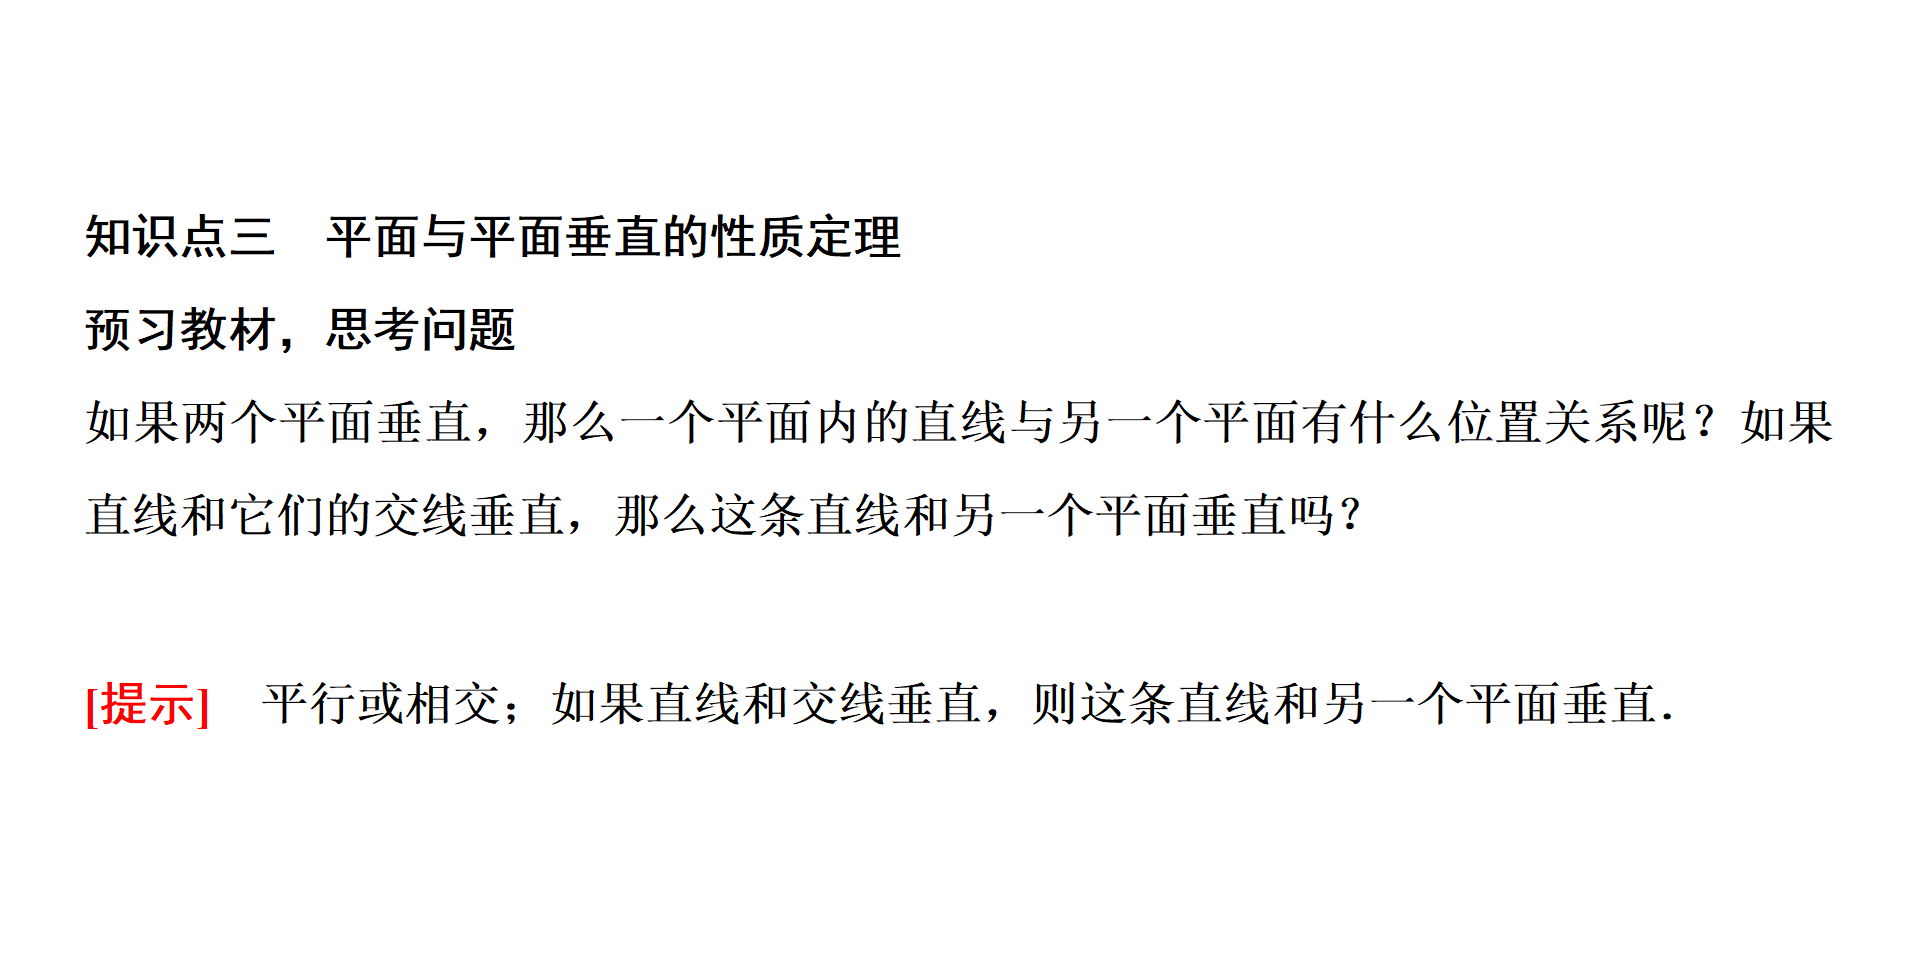 知识点三　平面与平面垂直的性质定理
预习教材，思考问题
如果两个平面垂直，那么一个平面内的直线与另一个平面有什么位置关系呢？如果
直线和它们的交线垂直，那么这条直线和另一个平面垂直吗？
[提示]　平行或相交；如果直线和交线垂直，则这条直线和另一个平面垂直．